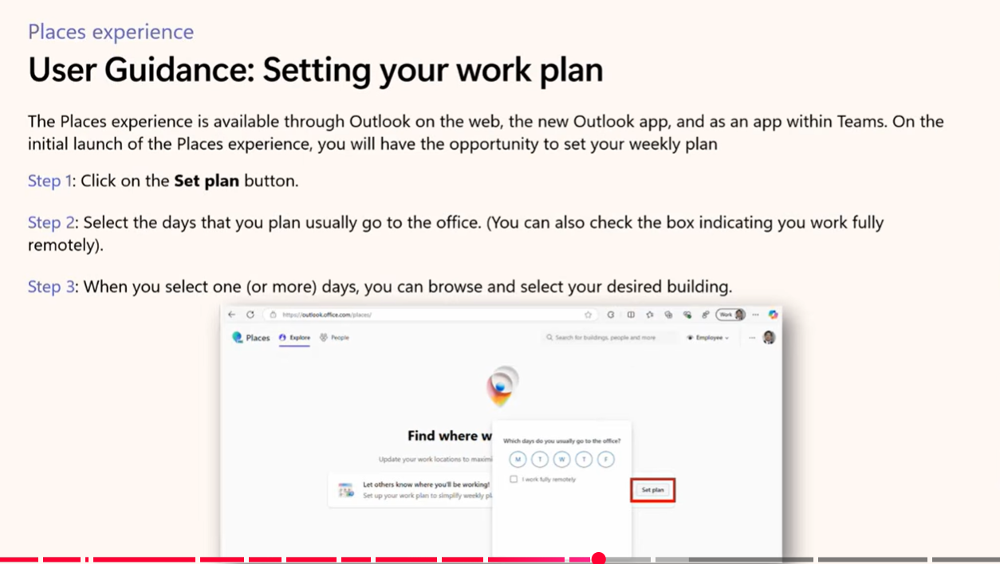 Places experience
User Guidance: Setting your work plan
The Places experience is available through Outlook on the web, the new Outlook app, and as an app within Teams. On the
initial launch of the Places experience, you will have the opportunity to set your weekly plan
Step 1: Click on the Set plan button.
Step 2: Select the days that you plan usually go to the office. (You can also check the box indicating you work fully
remotely).
Step 3: When you select one (or more) days, you can browse and select your desired building.
https://outlook.office.com/places/
Work
Places Explore People
Search for buildings, people and more
Employee
Find where w
Which days do you usually go to the office?
Update your work locations to maximi
M T W T F
I work fully remotely
Let others know where you'll be working!
Set up your work plan to simplify weekly pl
Set plan